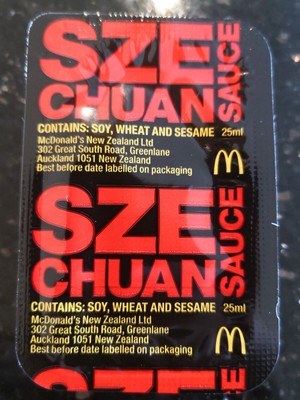 SZE
CHUAN
SAUCE
CONTAINS: SOY, WHEAT AND SESAME 25ml
McDonald's New Zealand Ltd
302 Great South Road, Greenlane
Auckland 1051 New Zealand
Best before date labelled on packaging
SZE
CHUAN
SAUCE
CONTAINS: SOY, WHEAT AND SESAME 25ml
McDonald's New Zealand Ltd
302 Great South Road, Greenlane
Auckland 1051 New Zealand
Best before date labelled on packaging